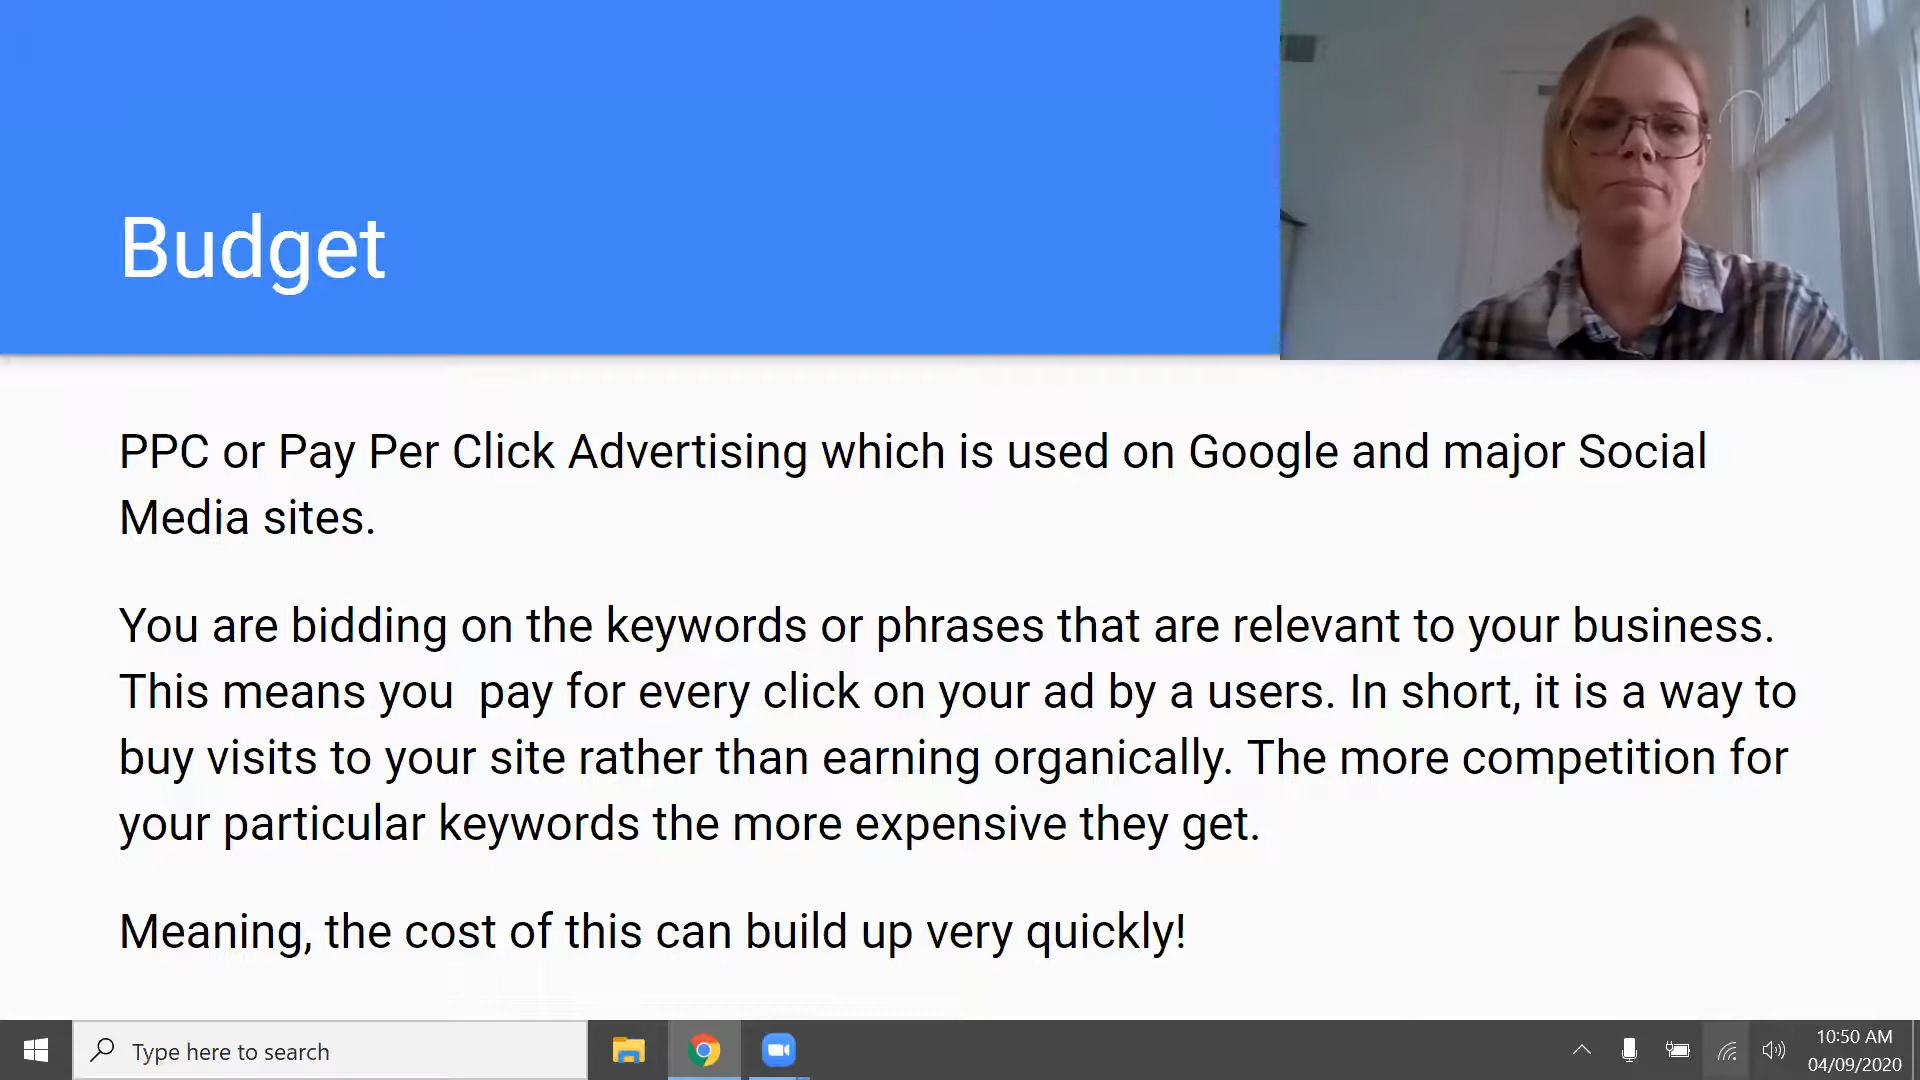 Budget
PPC or Pay Per Click Advertising which is used on Google and major Social
Media sites.
You are bidding on the keywords or phrases that are relevant to your business.
This means you  pay for every click on your ad by a users. In short, it is a way to
buy visits to your site rather than earning organically. The more competition for
your particular keywords the more expensive they get.
Meaning, the cost of this can build up very quickly!
Type here to search
10:50 AM
04/09/2020